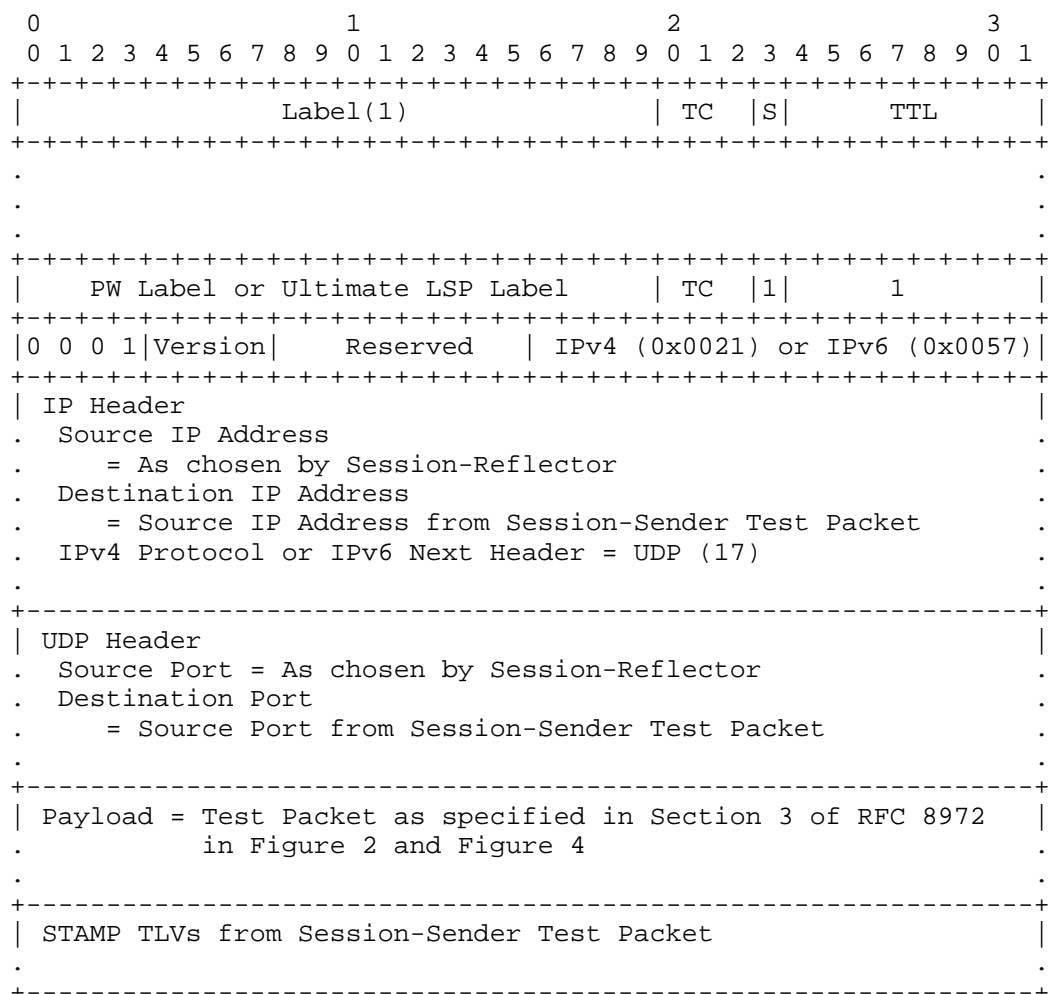 0                   1                   2                   3
 0 1 2 3 4 5 6 7 8 9 0 1 2 3 4 5 6 7 8 9 0 1 2 3 4 5 6 7 8 9 0 1
+-+-+-+-+-+-+-+-+-+-+-+-+-+-+-+-+-+-+-+-+-+-+-+-+-+-+-+-+-+-+-+-+
|                Label(1)               | TC  |S|      TTL      |
+-+-+-+-+-+-+-+-+-+-+-+-+-+-+-+-+-+-+-+-+-+-+-+-+-+-+-+-+-+-+-+-+
.                                                               .
.                                                               .
.                                                               .
+-+-+-+-+-+-+-+-+-+-+-+-+-+-+-+-+-+-+-+-+-+-+-+-+-+-+-+-+-+-+-+-+
|    PW Label or Ultimate LSP Label     | TC  |1|      1        |
+-+-+-+-+-+-+-+-+-+-+-+-+-+-+-+-+-+-+-+-+-+-+-+-+-+-+-+-+-+-+-+-+
|0 0 0 1|Version|    Reserved   | IPv4 (0x0021) or IPv6 (0x0057)|
+-+-+-+-+-+-+-+-+-+-+-+-+-+-+-+-+-+-+-+-+-+-+-+-+-+-+-+-+-+-+-+-+
| IP Header                                                     |
.  Source IP Address                                            .
.     = As chosen by Session-Reflector                          .
.  Destination IP Address                                       .
.     = Source IP Address from Session-Sender Test Packet       .
.  IPv4 Protocol or IPv6 Next Header = UDP (17)                 .
.                                                               .
+---------------------------------------------------------------+
| UDP Header                                                    |
.  Source Port = As chosen by Session-Reflector                 .
.  Destination Port                                             .
.     = Source Port from Session-Sender Test Packet             .
.                                                               .
+---------------------------------------------------------------+
| Payload = Test Packet as specified in Section 3 of RFC 8972   |
.           in Figure 2 and Figure 4                            .
.                                                               .
+---------------------------------------------------------------+
| STAMP TLVs from Session-Sender Test Packet                    |
.                                                               .
+---------------------------------------------------------------+